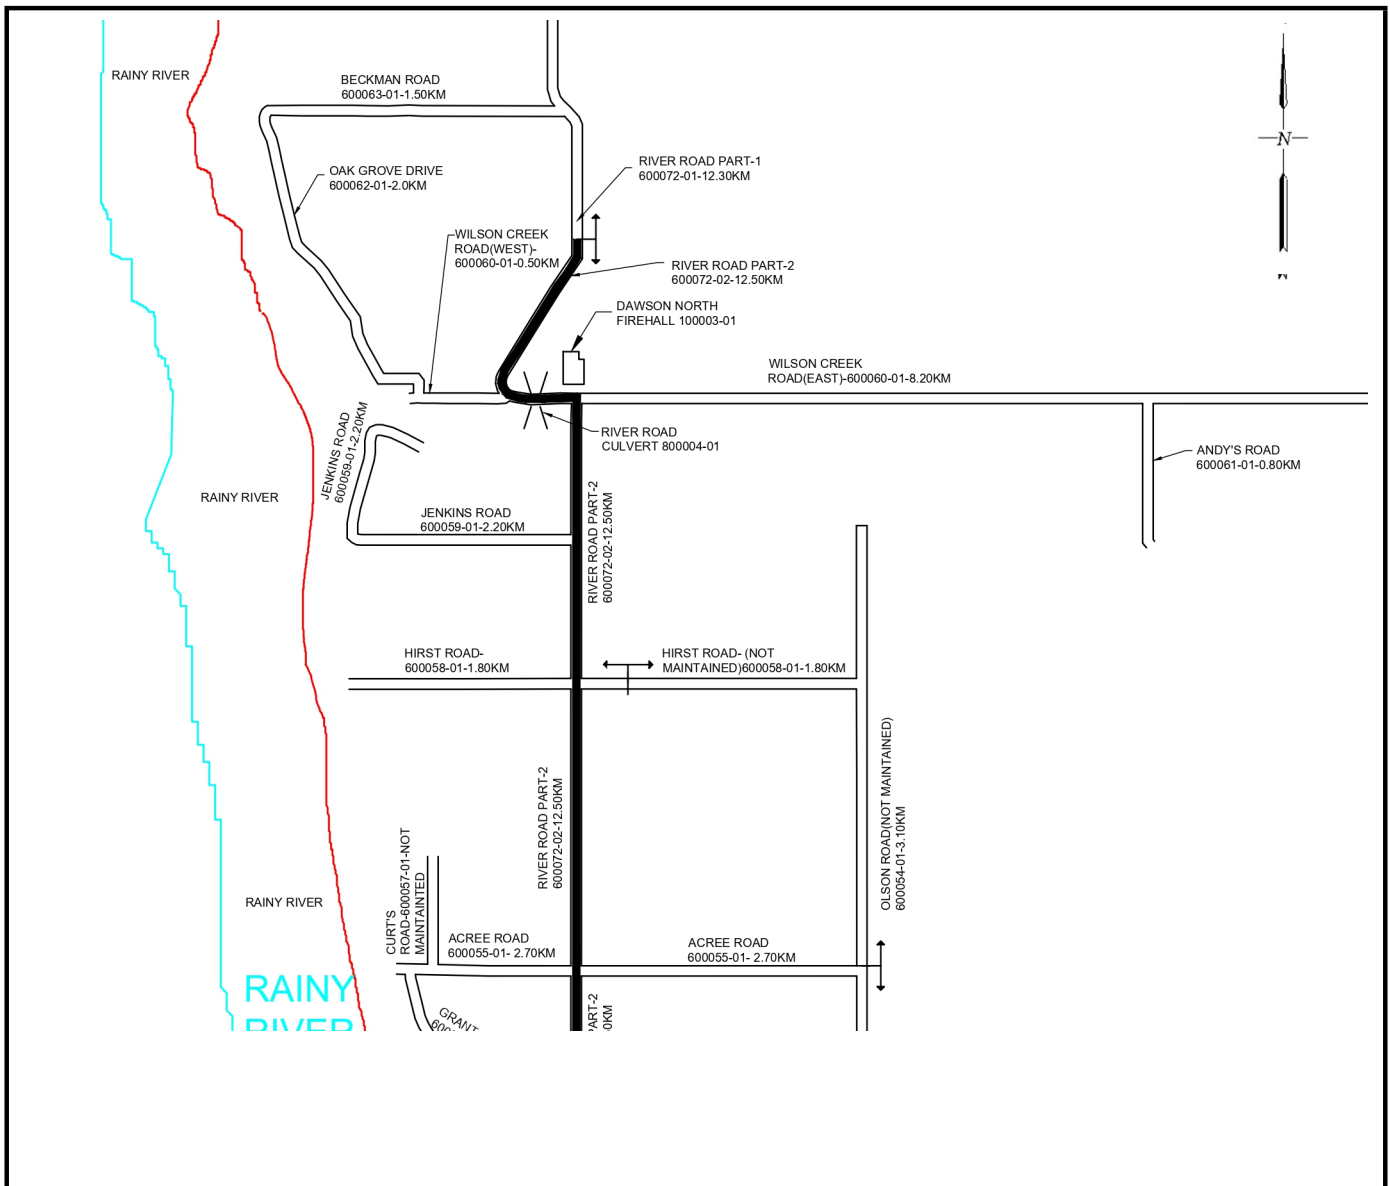 RAINY RIVER
BECKMAN ROAD
600063-01-1.50KM
N
OAK GROVE DRIVE
600062-01-2.0KM
RIVER ROAD PART-1
600072-01-12.30KM
WILSON CREEK
ROAD(WEST)-
600060-01-0.50KM
RIVER ROAD PART-2
600072-02-12.50KM
DAWSON NORTH
FIREHALL 100003-01
WILSON CREEK
ROAD(EAST)-600060-01-8.20KM
JENKINS ROAD
600059-01-2.20KM
RIVER ROAD
CULVERT 800004-01
ANDY'S ROAD
600061-01-0.80KM
RAINY RIVER
JENKINS ROAD
600059-01-2.20KM
RIVER ROAD PART-2
600072-02-12.50KM
HIRST ROAD-
600058-01-1.80KM
HIRST ROAD- (NOT
MAINTAINED)600058-01-1.80KM
RIVER ROAD PART-2
600072-02-12.50KM
OLSON ROAD(NOT MAINTAINED)
600054-01-3.10KM
CURT'S
ROAD-600057-01-NOT
MAINTAINTED
RAINY RIVER
ACREE ROAD
600055-01- 2.70KM
ACREE ROAD
600055-01- 2.70KM
RAINY
RIVER
GRANT
PART-2
0KM